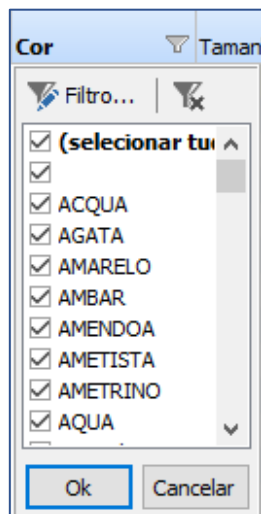 Cor Taman
Filtro...
(selecionar tu
ACQUA
AGATA
AMARELO
AMBAR
AMENDOA
AMETISTA
AMETRINO
AQUA
Ok Cancelar